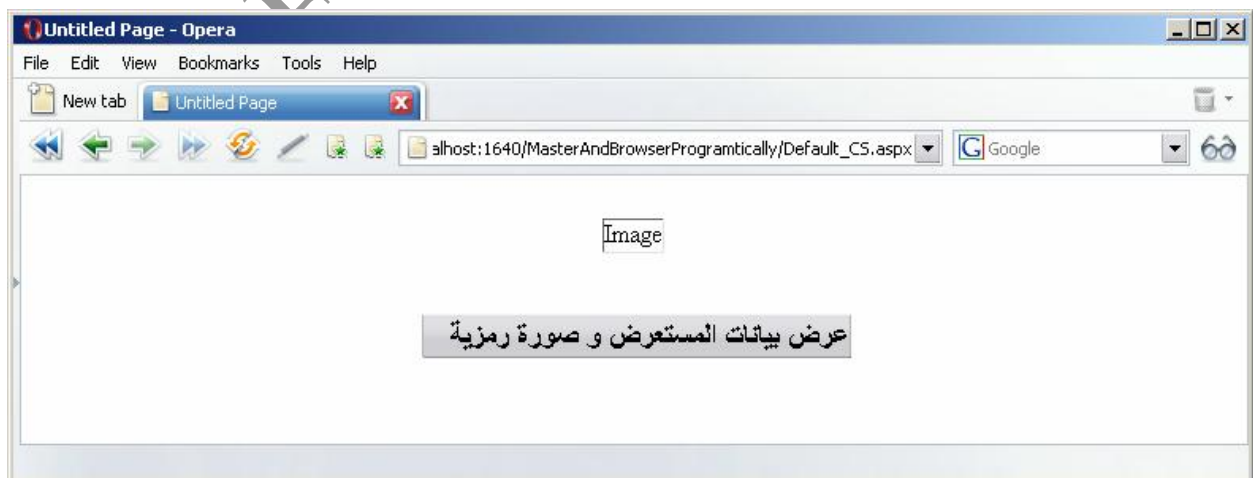 Untitled Page - Opera
File Edit View Bookmarks Tools Help
New tab Untitled Page
alhost:1640/MasterAndBrowserProgramtically/Default_CS.aspx Google
Image
عرض بيانات المستعرض و صورة رمزية